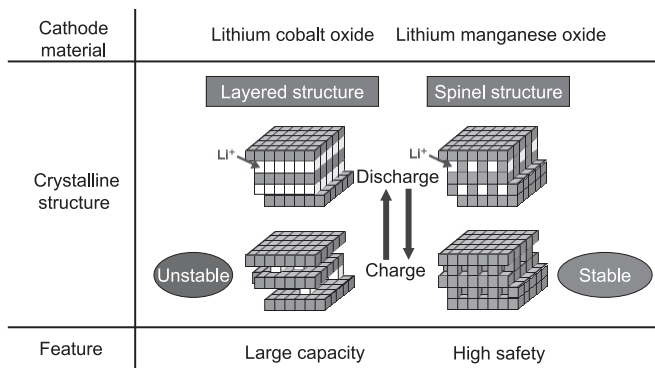 Cathode
material
Lithium cobalt oxide
Lithium manganese oxide
Layered structure
Spinel structure
Crystalline
structure
Li⁺
Li⁺
Discharge
Charge
Unstable
Stable
Feature
Large capacity
High safety